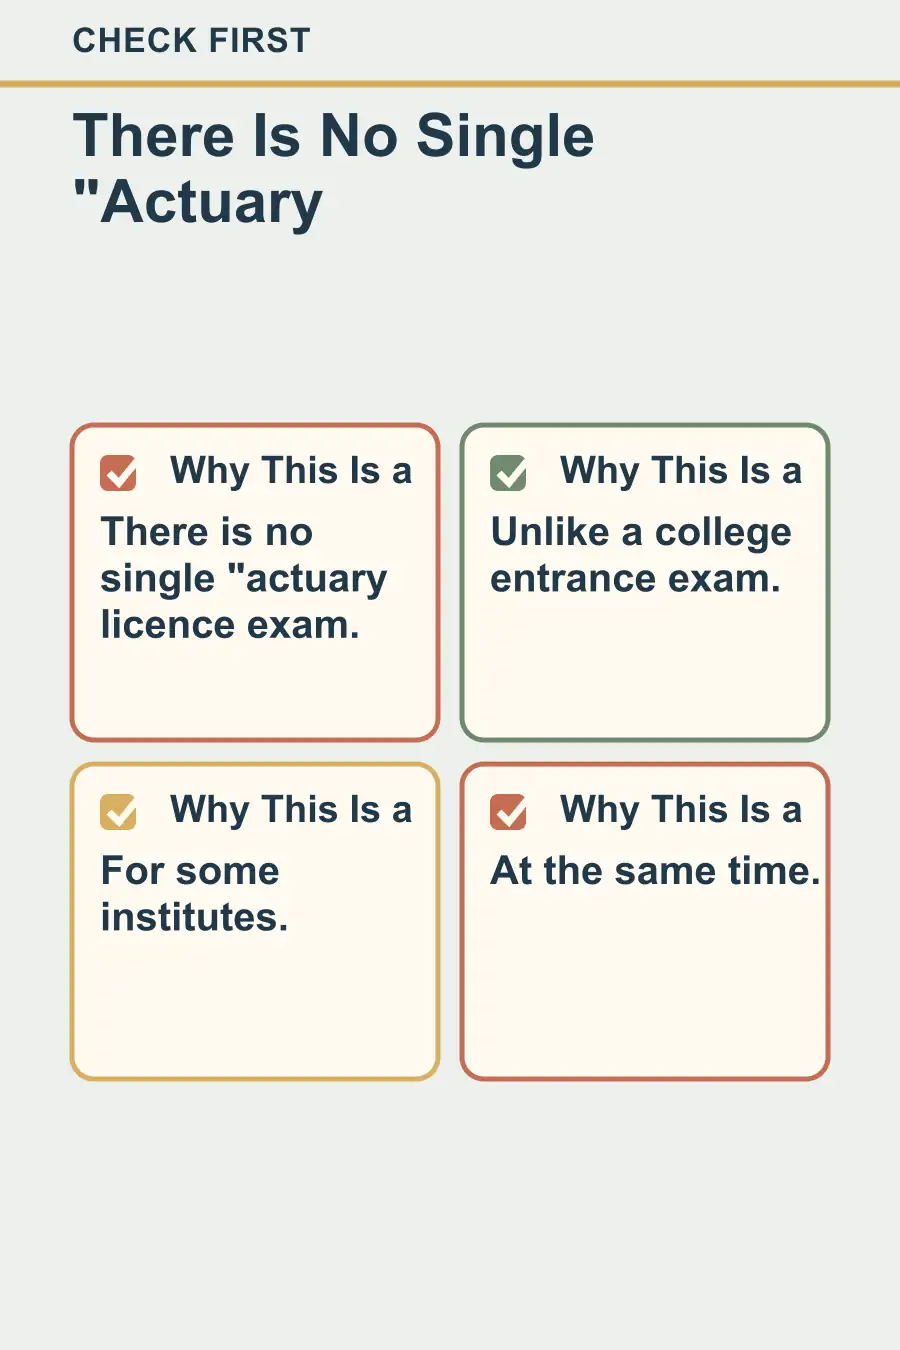 CHECK FIRST
There Is No Single
"Actuary
Why This Is a
There is no
single "actuary
licence exam.
Why This Is a
Unlike a college
entrance exam.
Why This Is a
For some
institutes.
Why This Is a
At the same time.